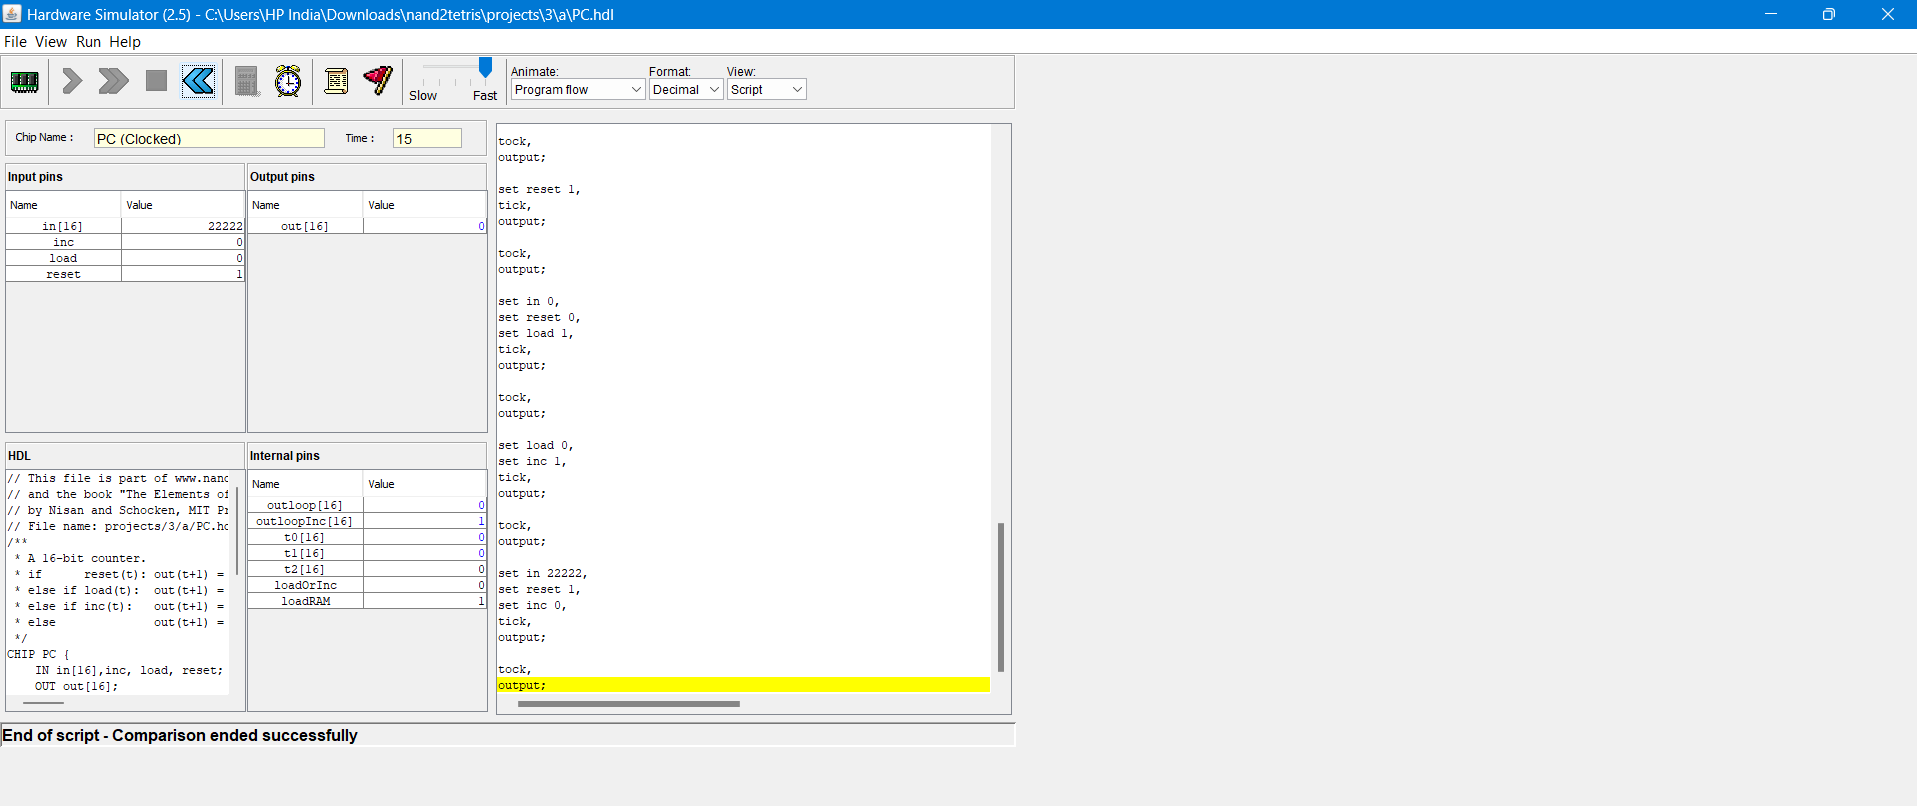 Hardware Simulator (2.5) - C:\Users\HP India\Downloads\nand2tetris\projects\3\a\PC.hdl
File View Run Help
Slow Fast
Animate: Format: View:
Program flow Decimal Script
Chip Name : PC (Clocked) Time : 15
Input pins
Name Value
in[16] 22222
inc 0
load 0
reset 1
Output pins
Name Value
out[16] 0
HDL
// This file is part of www.nand
// and the book "The Elements of
// by Nisan and Schocken, MIT Pr
// File name: projects/3/a/PC.hd
/**
* A 16-bit counter.
* if reset(t): out(t+1) =
* else if load(t): out(t+1) =
* else if inc(t): out(t+1) =
* else out(t+1) =
*/
CHIP PC {
IN in[16],inc, load, reset;
OUT out[16];
Internal pins
Name Value
outloop[16] 0
outloopInc[16] 1
t0[16] 0
t1[16] 0
t2[16] 0
loadOrInc 0
loadRAM 1
tock,
output;
set reset 1,
tick,
output;
tock,
output;
set in 0,
set reset 0,
set load 1,
tick,
output;
tock,
output;
set load 0,
set inc 1,
tick,
output;
tock,
output;
set in 22222,
set reset 1,
set inc 0,
tick,
output;
tock,
output;
End of script - Comparison ended successfully